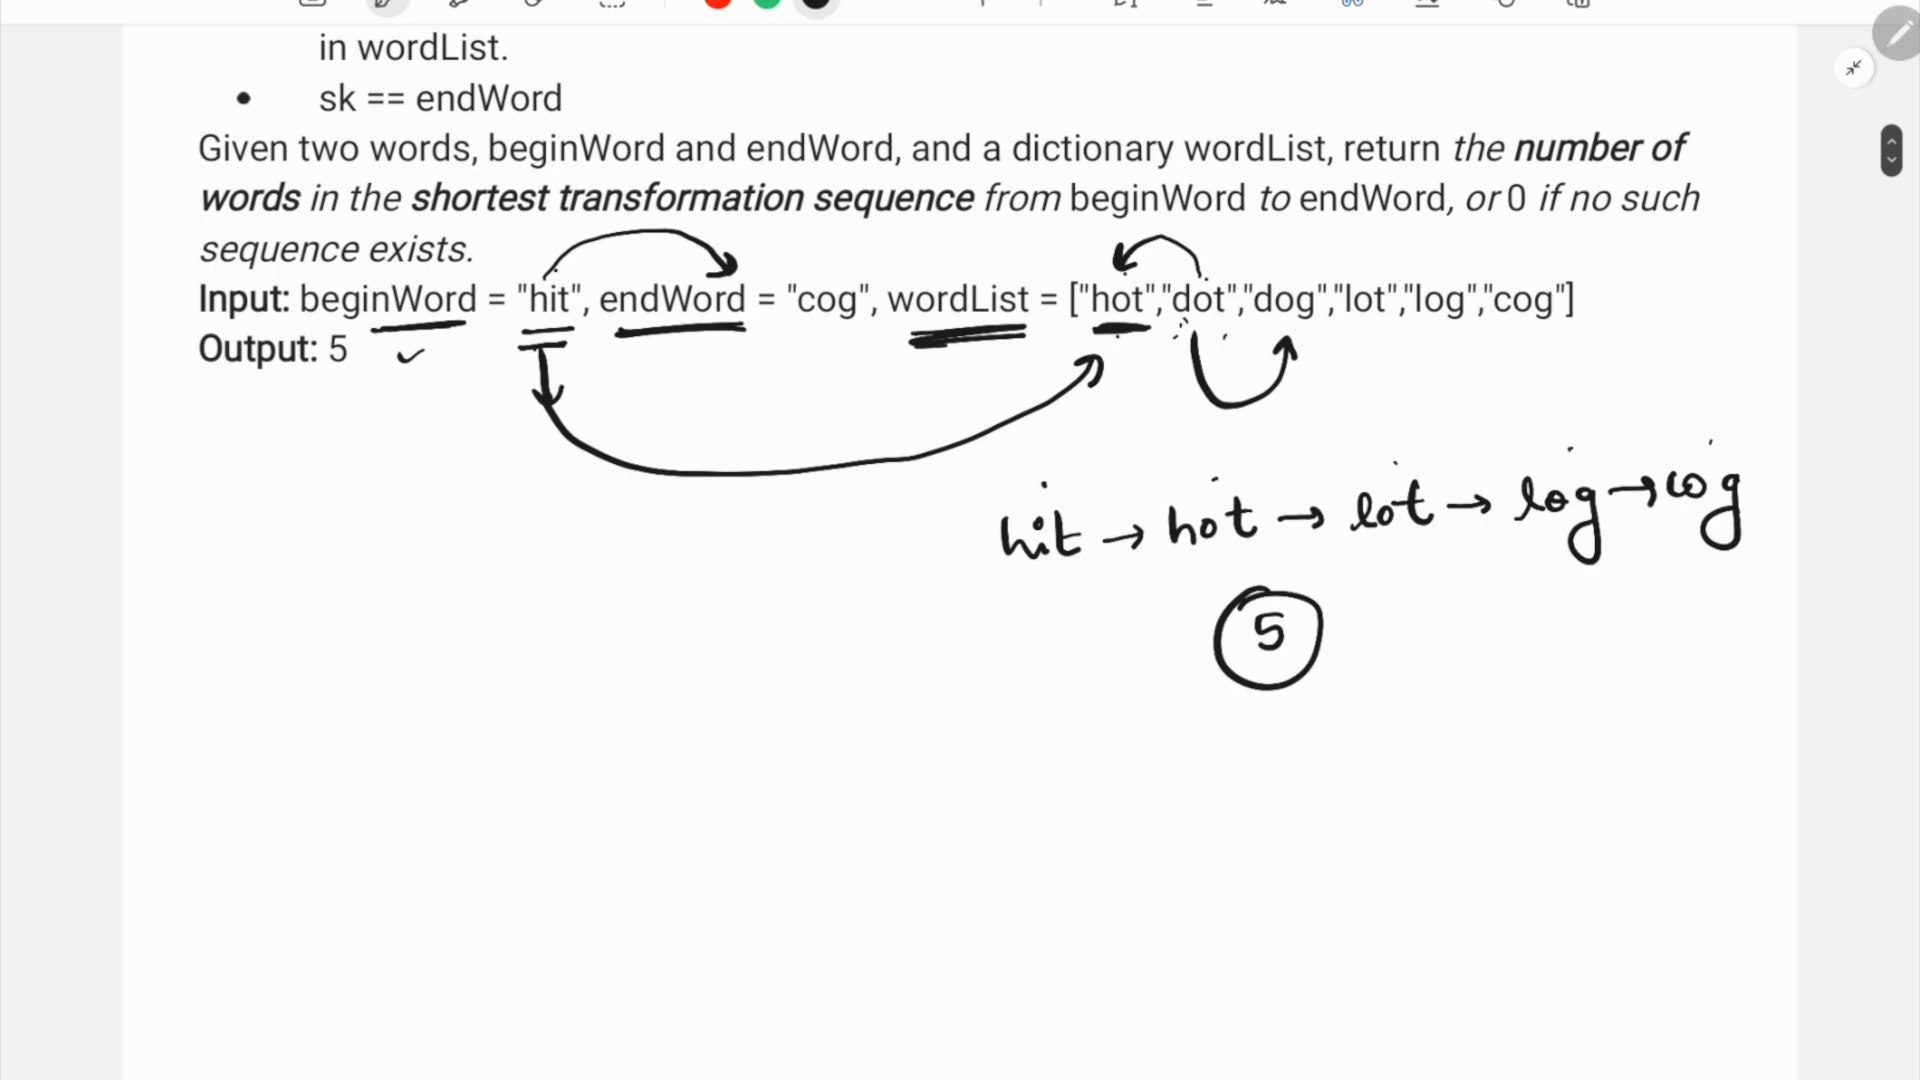 in wordList.
• sk == endWord
Given two words, beginWord and endWord, and a dictionary wordList, return the number of
words in the shortest transformation sequence from beginWord to endWord, or 0 if no such
sequence exists.
Input: beginWord = "hit", endWord = "cog", wordList = ["hot","dot","dog","lot","log","cog"]
Output: 5 ✓
hit → hot → lot → log → cog
5